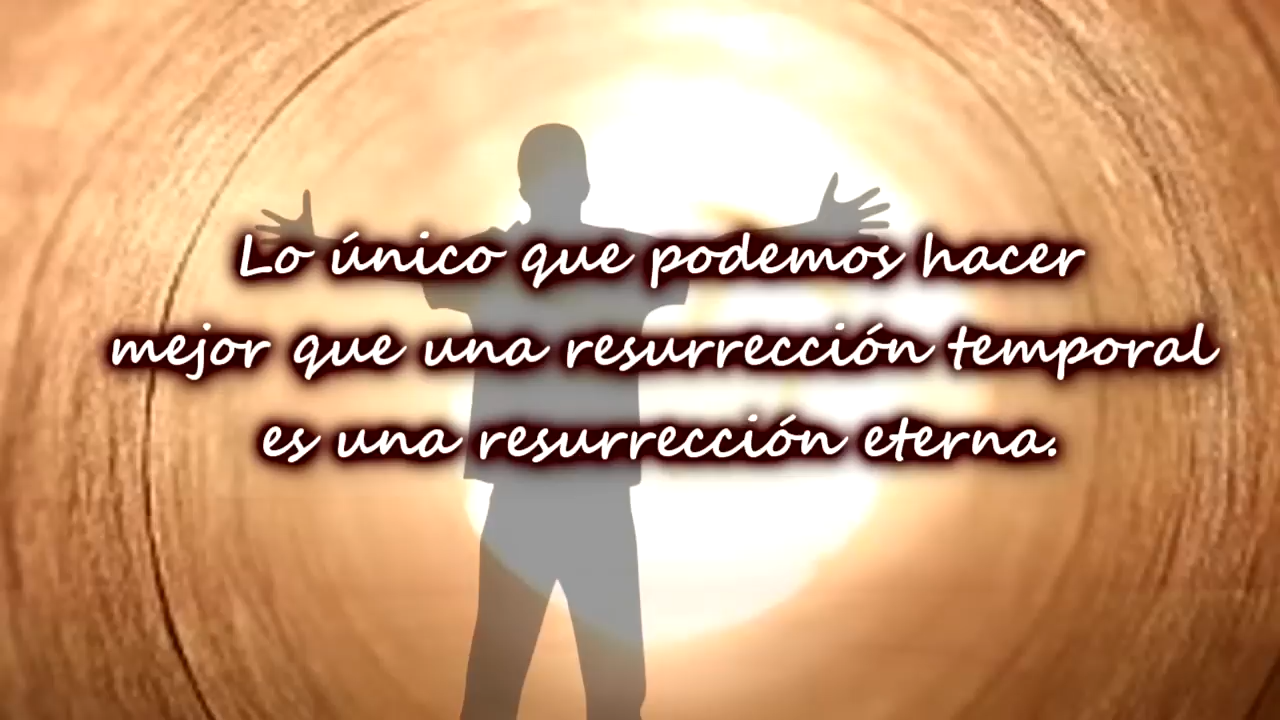 Lo único que podemos hacer
mejor que una resurrección temporal
es una resurrección eterna.